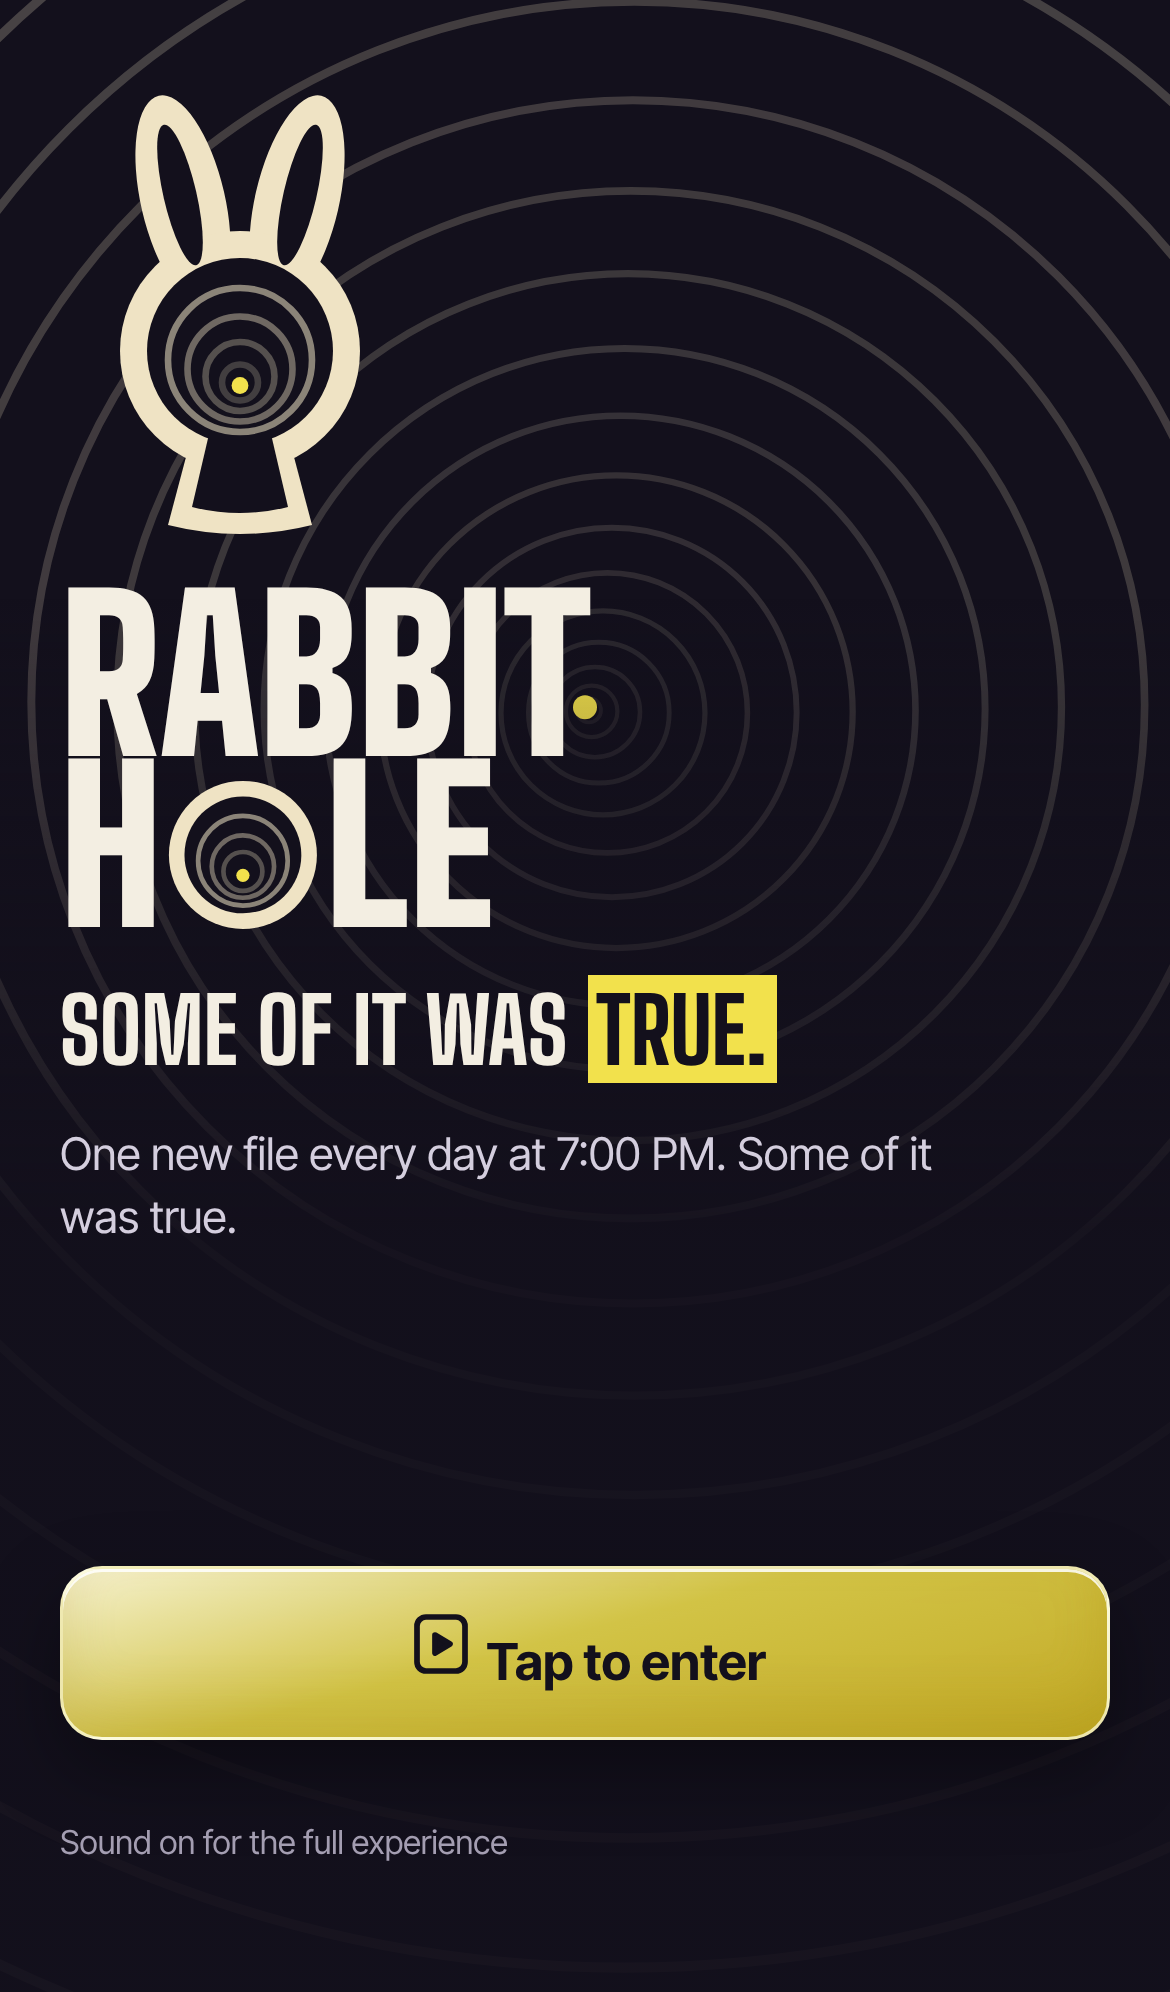 RABBIT
HOLE
SOME OF IT WAS TRUE.
One new file every day at 7:00 PM. Some of it
was true.
Tap to enter
Sound on for the full experience